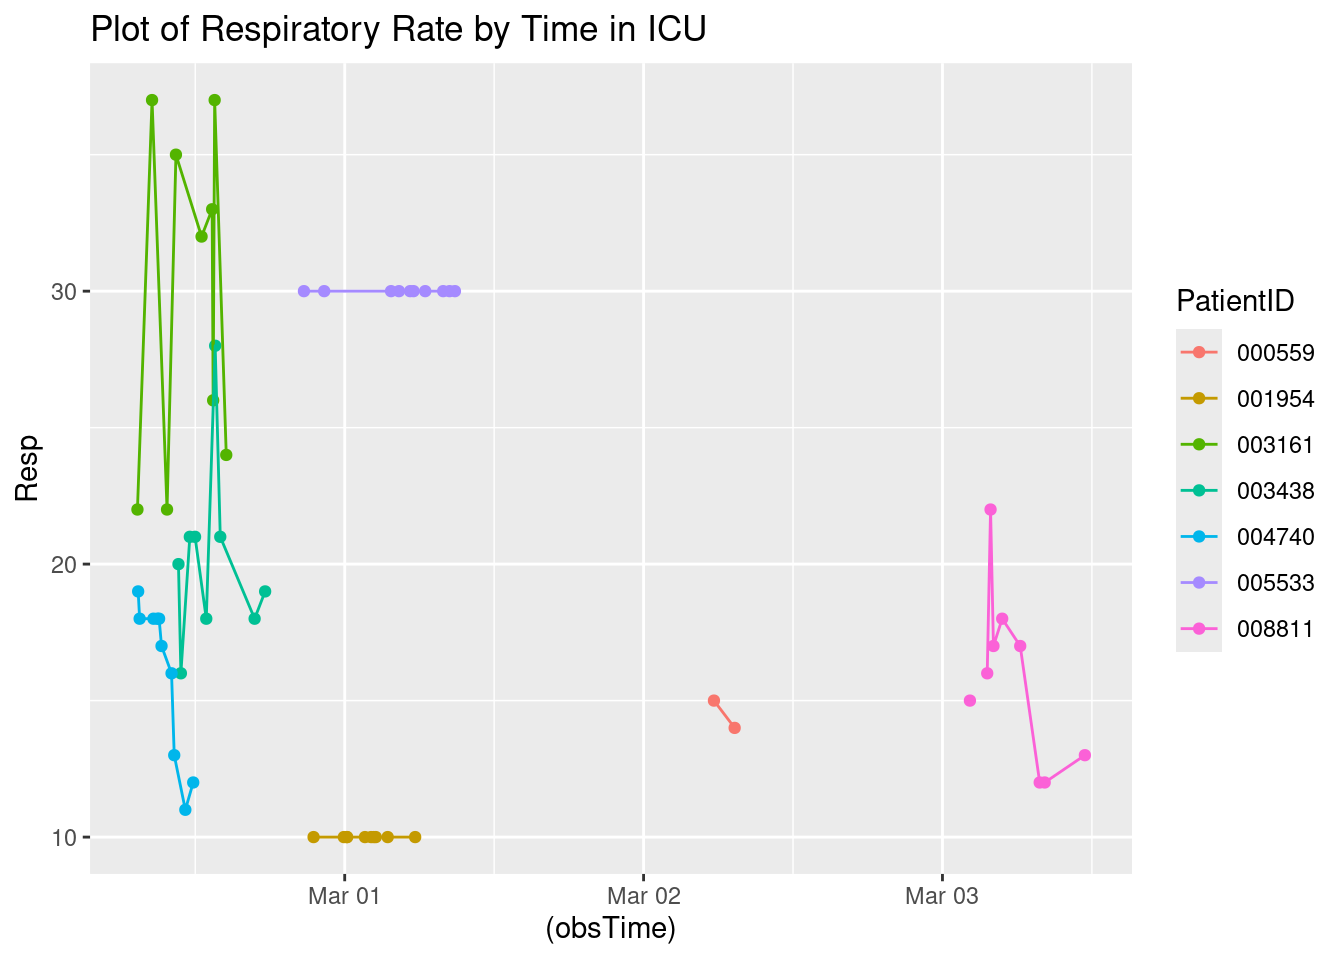 Plot of Respiratory Rate by Time in ICU
30
20
10
Resp
Mar 01
Mar 02
Mar 03
(obsTime)
PatientID
000559
001954
003161
003438
004740
005533
008811